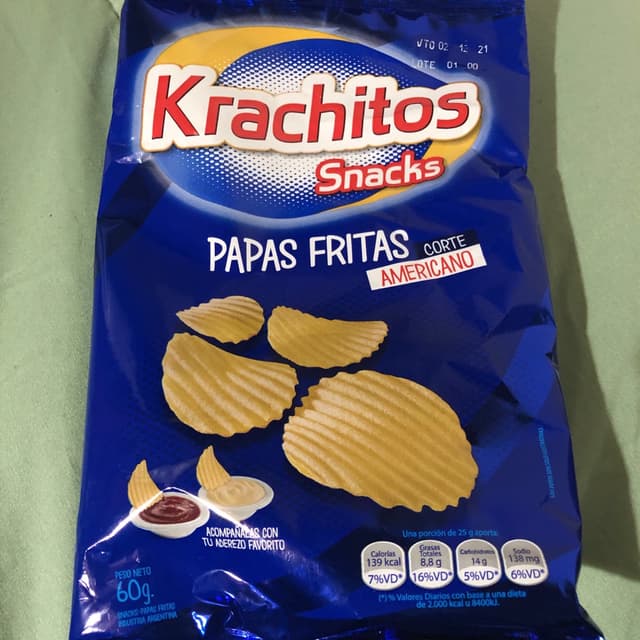 VTO 02 12 21
LOTE 01 00
Krachitos
Snacks
PAPAS FRITAS CORTE
AMERICANO
ACOMPAÑALAS CON
TU ADEREZO FAVORITO
PESO NETO
60g.
SNACKS PAPAS FRITAS
INDUSTRIA ARGENTINA
Una porción de 25 g aporta:
Calorías
139 kcal
7%VD*
Grasas
Totales
8,8 g
16%VD*
Carbohidratos
14 g
5%VD*
Sodio
138 mg
6%VD*
(*) % Valores Diarios con base a una dieta
de 2.000 kcal u 8400kJ.